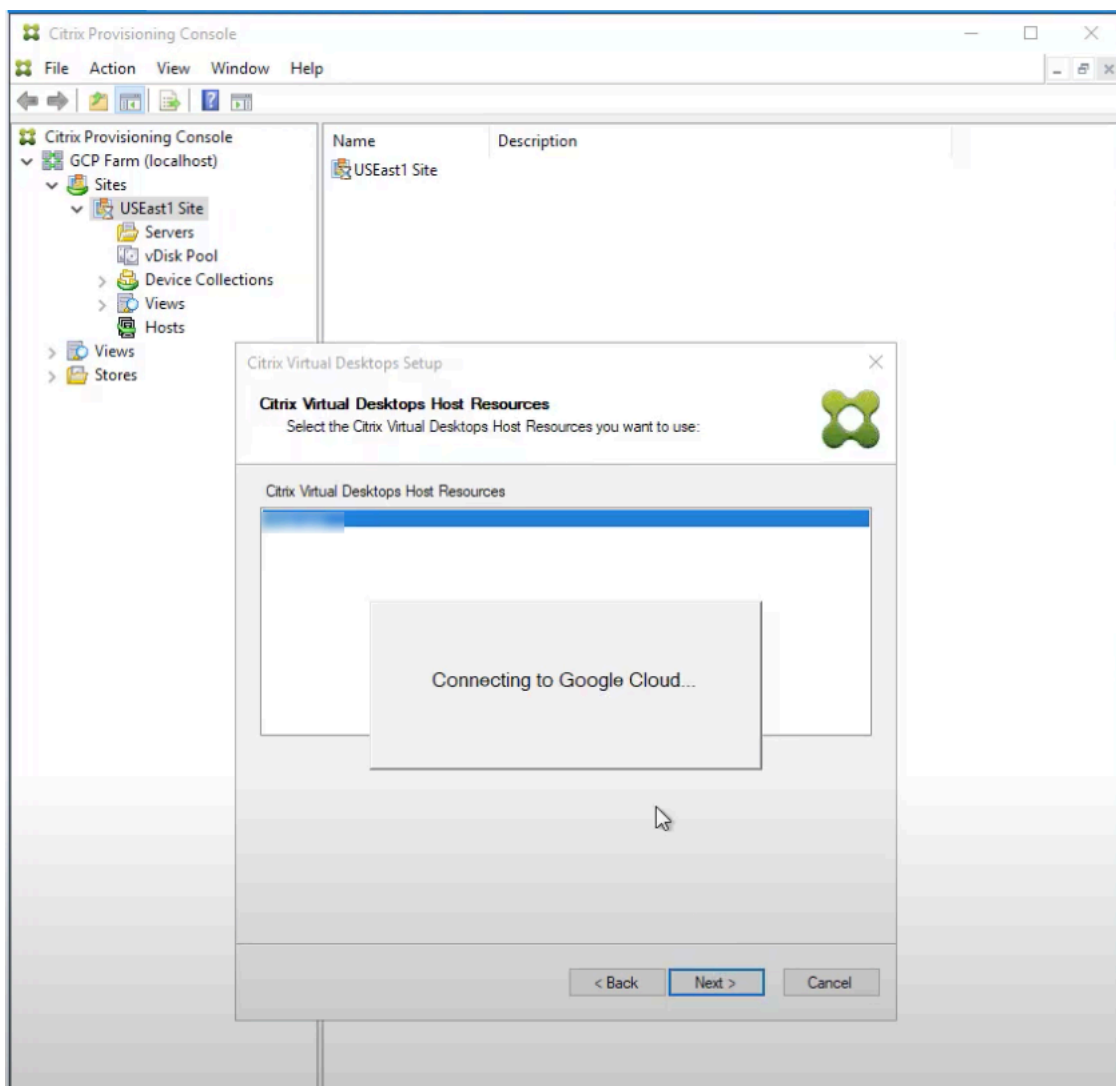 Citrix Provisioning Console
File Action View Window Help
Citrix Provisioning Console
GCP Farm (localhost)
Sites
USEast1 Site
Servers
vDisk Pool
Device Collections
Views
Hosts
Views
Stores
Name Description
USEast1 Site
Citrix Virtual Desktops Setup
Citrix Virtual Desktops Host Resources
Select the Citrix Virtual Desktops Host Resources you want to use:
Citrix Virtual Desktops Host Resources
Connecting to Google Cloud...
< Back Next > Cancel